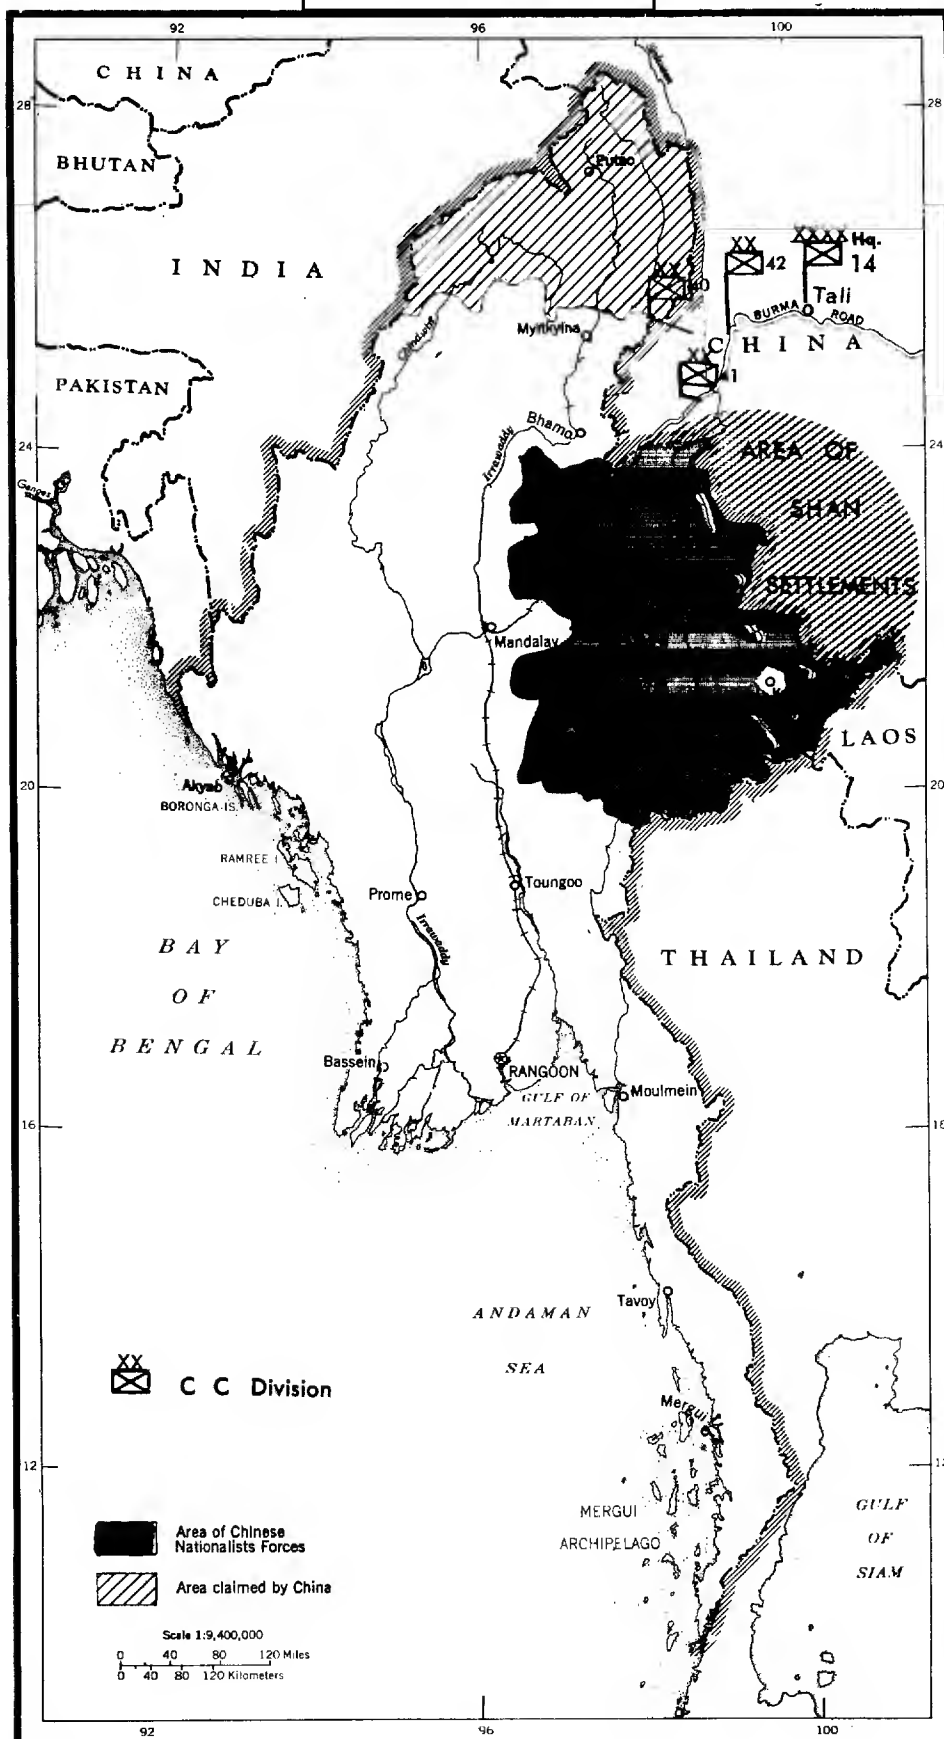 92 96 100
CHINA
28 28
BHUTAN
Putao
INDIA
XX XX XXXX Hq.
40 42 14
Tali
BURMA ROAD
Chindwin
Myitkyina
CHINA
XX
PAKISTAN
Bhamo
24 24
Irrawaddy
AREA OF
Ganges
SHAN
SETTLEMENTS
Mandalay
LAOS
Akyab
20 20
BORONGA IS.
RAMREE I
Toungoo
CHEDUBA I.
Prome
Irrawaddy
BAY
THAILAND
OF
BENGAL
Bassein
RANGOON
Moulmein
GULF OF
MARTABAN
16
Tavoy
ANDAMAN
SEA
XX
C C Division
Mergui
12
MERGUI
ARCHIPELAGO
GULF
OF
SIAM
Area of Chinese
Nationalists Forces
Area claimed by China
Scale 1:9,400,000
0 40 80 120 Miles
0 40 80 120 Kilometers
92 96 100